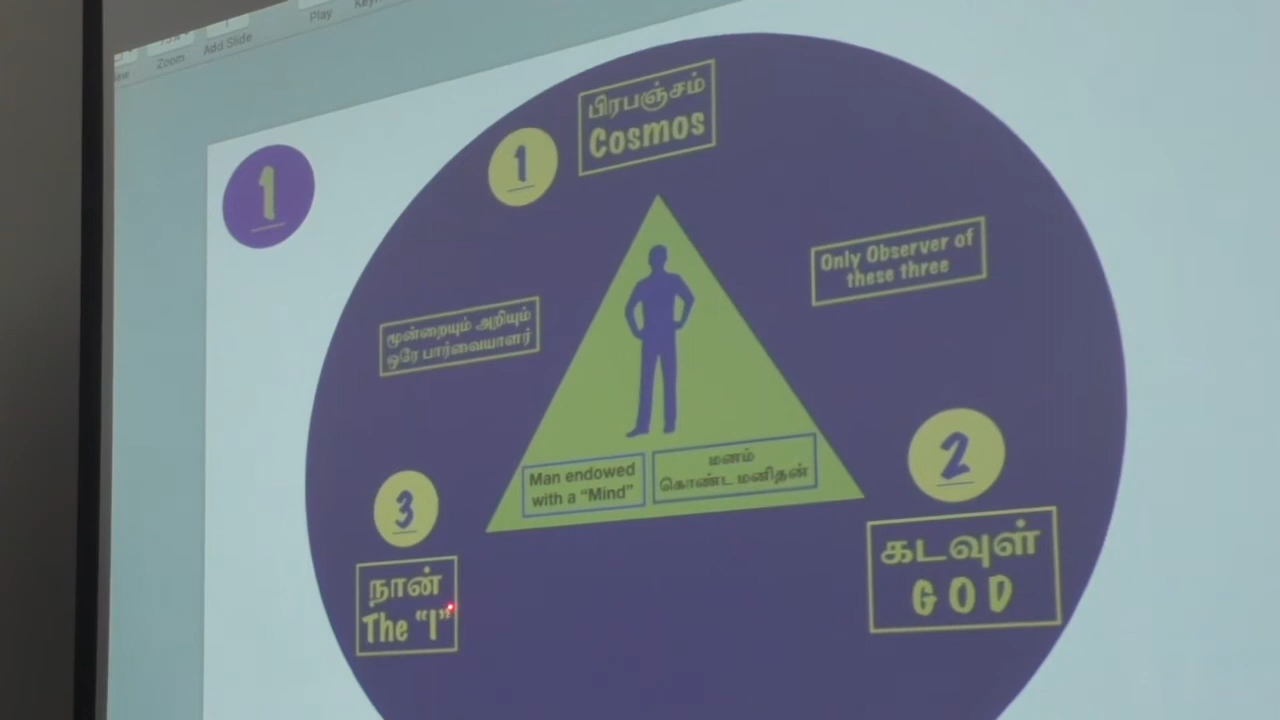 Play
Zoom
Add Slide
1
1
பிரபஞ்சம்
Cosmos
Only Observer of
these three
மூன்றையும் அறியும்
ஒரே பார்வையாளர்
Man endowed
with a “Mind”
மனம்
கொண்ட மனிதன்
2
கடவுள்
GOD
3
நான்
The “I”